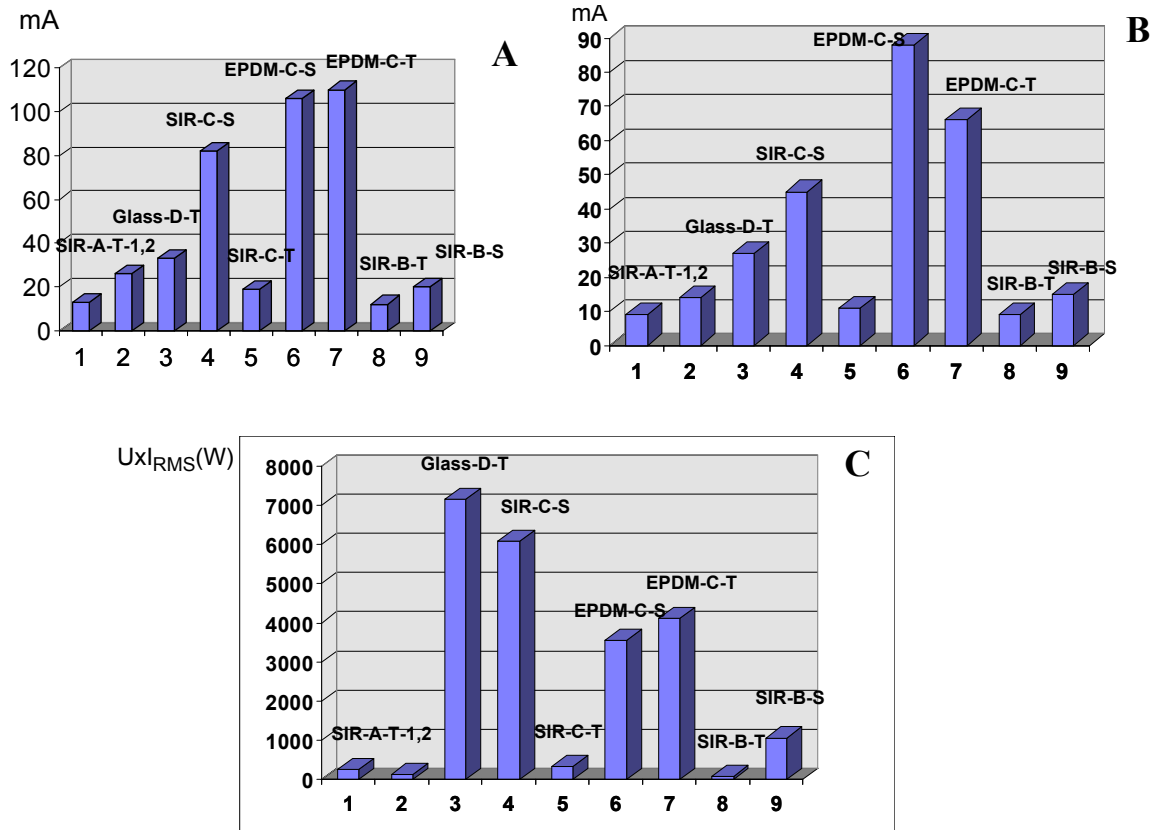 mA
A
120
100
80
60
40
20
0
EPDM-C-S
EPDM-C-T
SIR-C-S
Glass-D-T
SIR-A-T-1,2
SIR-C-T
SIR-B-T
SIR-B-S
1 2 3 4 5 6 7 8 9
mA
B
90
80
70
60
50
40
30
20
10
0
EPDM-C-S
EPDM-C-T
SIR-C-S
Glass-D-T
SIR-A-T-1,2
SIR-B-T
SIR-B-S
1 2 3 4 5 6 7 8 9
UxIRMS(W)
C
8000
7000
6000
5000
4000
3000
2000
1000
0
Glass-D-T
SIR-C-S
EPDM-C-T
EPDM-C-S
SIR-B-S
SIR-A-T-1,2
SIR-C-T
SIR-B-T
1 2 3 4 5 6 7 8 9